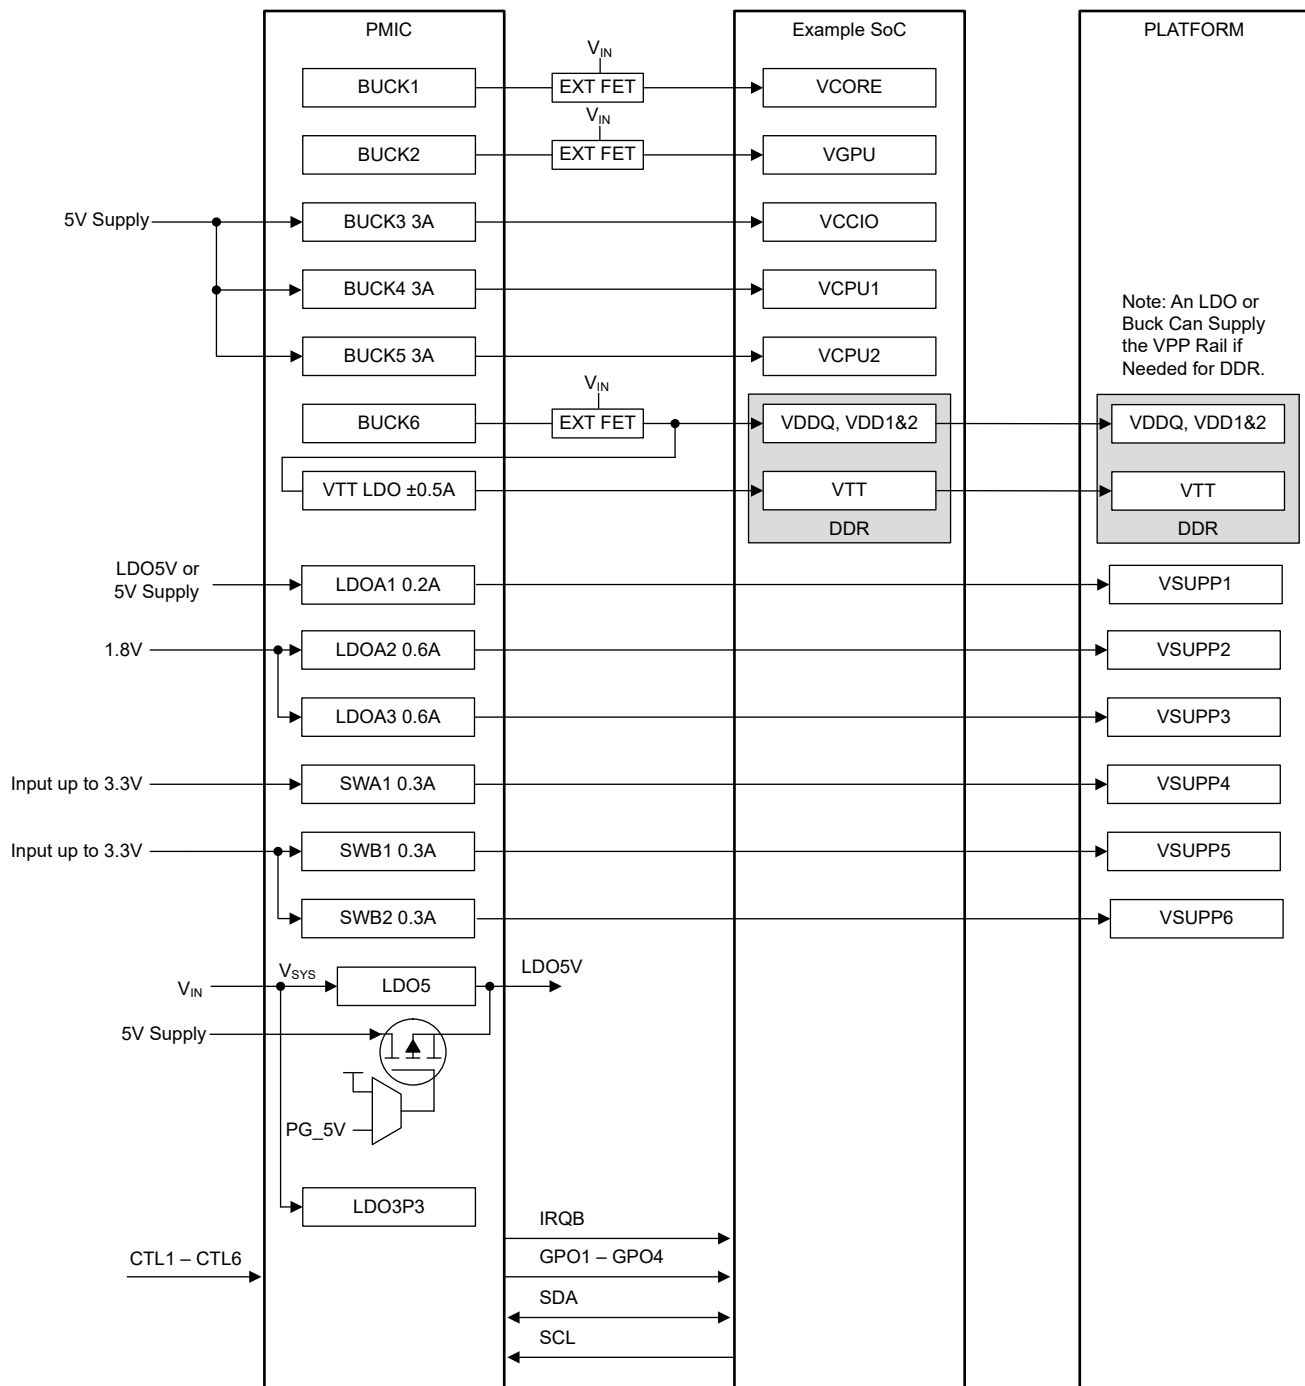 PMIC
Example SoC
PLATFORM
V_IN
BUCK1
EXT FET
VCORE
V_IN
BUCK2
EXT FET
VGPU
5V Supply
BUCK3 3A
VCCIO
BUCK4 3A
VCPU1
Note: An LDO or
Buck Can Supply
the VPP Rail if
Needed for DDR.
BUCK5 3A
VCPU2
V_IN
BUCK6
EXT FET
VDDQ, VDD1&2
VDDQ, VDD1&2
VTT LDO ±0.5A
VTT
VTT
DDR
DDR
LDO5V or
5V Supply
LDOA1 0.2A
VSUPP1
1.8V
LDOA2 0.6A
VSUPP2
LDOA3 0.6A
VSUPP3
Input up to 3.3V
SWA1 0.3A
VSUPP4
Input up to 3.3V
SWB1 0.3A
VSUPP5
SWB2 0.3A
VSUPP6
V_IN
V_SYS
LDO5
LDO5V
5V Supply
PG_5V
LDO3P3
IRQB
CTL1 – CTL6
GPO1 – GPO4
SDA
SCL